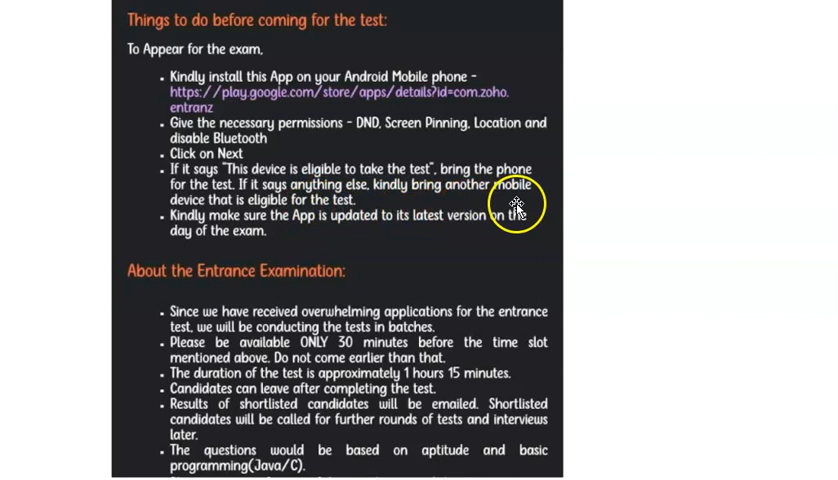 Things to do before coming for the test:
To Appear for the exam,
• Kindly install this App on your Android Mobile phone -
https://play.google.com/store/apps/details?id=com.zoho.
entranz
• Give the necessary permissions - DND, Screen Pinning, Location and
disable Bluetooth
• Click on Next
• If it says "This device is eligible to take the test", bring the phone
for the test. If it says anything else, kindly bring another mobile
device that is eligible for the test.
• Kindly make sure the App is updated to its latest version on the
day of the exam.
About the Entrance Examination:
• Since we have received overwhelming applications for the entrance
test, we will be conducting the tests in batches.
• Please be available ONLY 30 minutes before the time slot
mentioned above. Do not come earlier than that.
• The duration of the test is approximately 1 hours 15 minutes.
• Candidates can leave after completing the test.
• Results of shortlisted candidates will be emailed. Shortlisted
candidates will be called for further rounds of tests and interviews
later.
• The questions would be based on aptitude and basic
programming(Java/C).